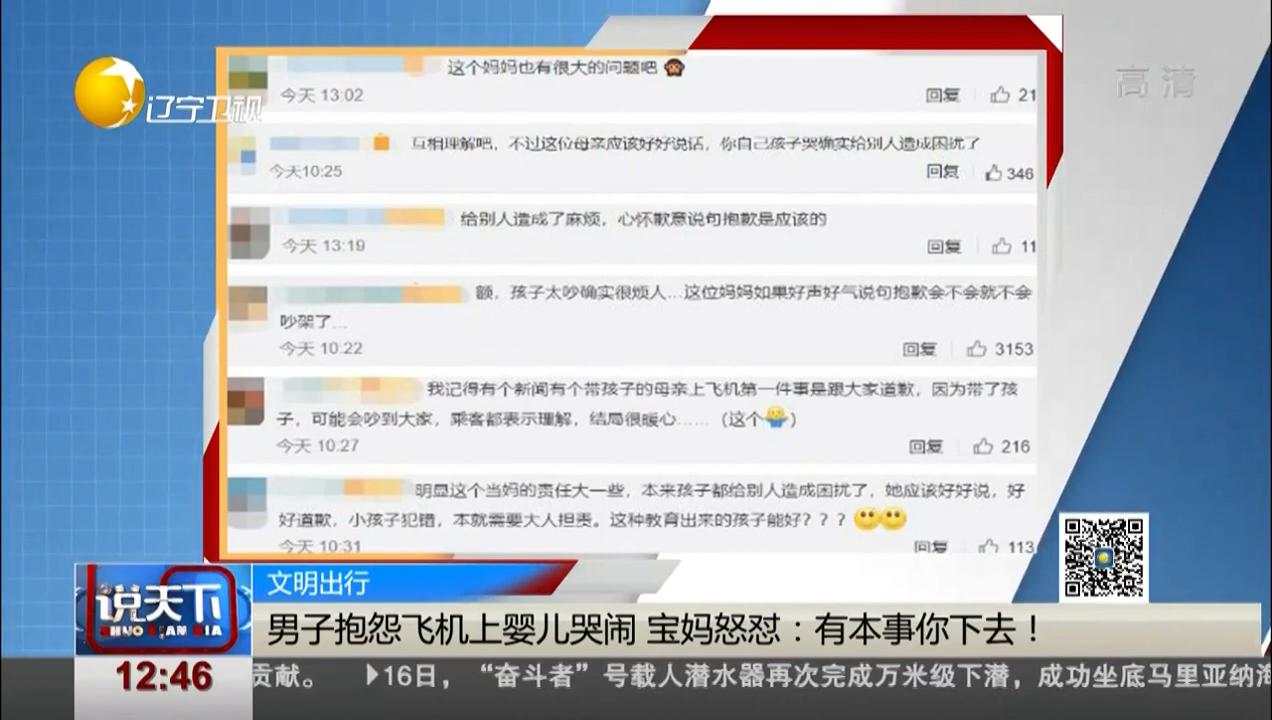 高清
辽宁卫视
这个妈妈也有很大的问题吧
今天 13:02
回复
21
互相理解吧，不过这位母亲应该好好说话，你自己孩子哭确实给别人造成困扰了
今天10:25
回复
346
给别人造成了麻烦，心怀歉意说句抱歉是应该的
今天 13:19
回复
11
额，孩子太吵确实很烦人...这位妈妈如果好声好气说句抱歉会不会就不会
吵架了...
今天 10:22
回复
3153
我记得有个新闻有个带孩子的母亲上飞机第一件事是跟大家道歉，因为带了孩
子，可能会吵到大家，乘客都表示理解，结局很暖心……（这个）
今天 10:27
回复
216
明显这个当妈的责任大一些，本来孩子都给别人造成困扰了，她应该好好说，好
好道歉，小孩子犯错，本就需要大人担责。这种教育出来的孩子能好？？？
今天 10:31
回复
113
说天下
SHUO TIAN XIA
文明出行
男子抱怨飞机上婴儿哭闹 宝妈怒怼：有本事你下去！
12:46
贡献。 ▶16日，“奋斗者”号载人潜水器再次完成万米级下潜，成功坐底马里亚纳海